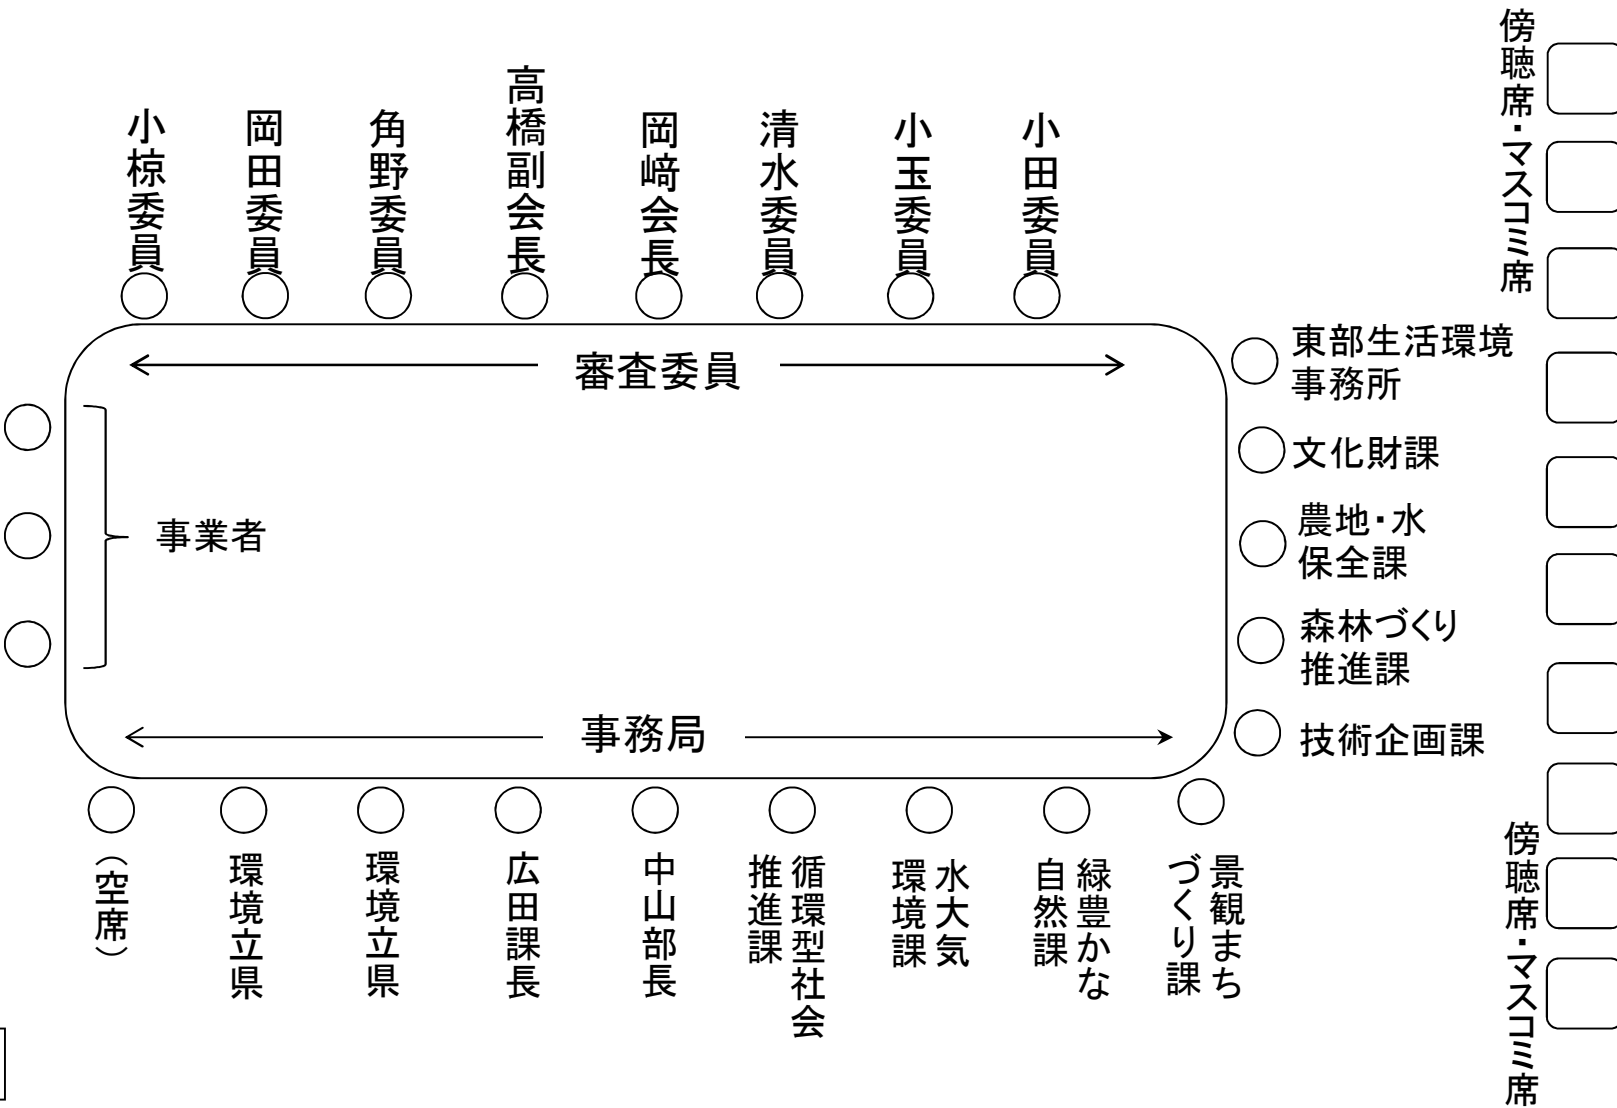 小椋委員
岡田委員
角野委員
高橋副会長
岡﨑会長
清水委員
小玉委員
小田委員
傍聴席・マスコミ席
審査委員
東部生活環境
事務所
文化財課
農地・水
保全課
森林づくり
推進課
技術企画課
事業者
事務局
（空席）
環境立県
環境立県
広田課長
中山部長
循環型社会
推進課
水大気
環境課
緑豊かな
自然課
景観まち
づくり課
傍聴席・マスコミ席